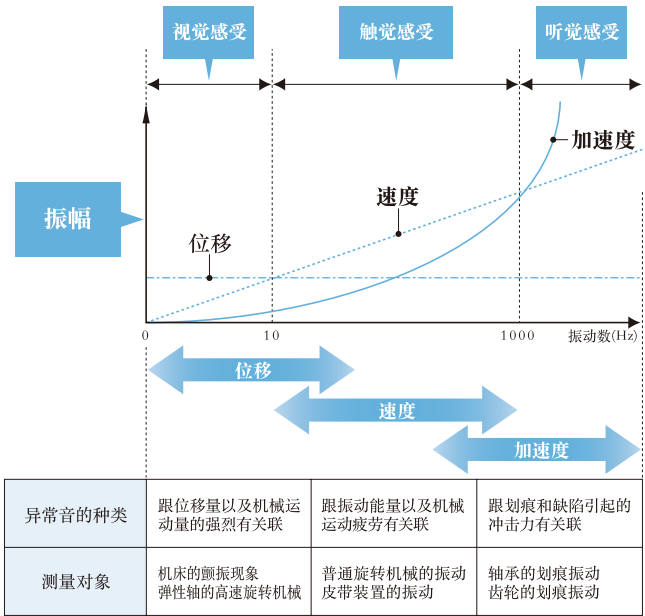 视觉感受
触觉感受
听觉感受
加速度
速度
振幅
位移
0
10
1000
振动数(Hz)
位移
速度
加速度
异常音的种类
跟位移量以及机械运
动量的强烈有关联
跟振动能量以及机械
运动疲劳有关联
跟划痕和缺陷引起的
冲击力有关联
测量对象
机床的颤振现象
弹性轴的高速旋转机械
普通旋转机械的振动
皮带装置的振动
轴承的划痕振动
齿轮的划痕振动